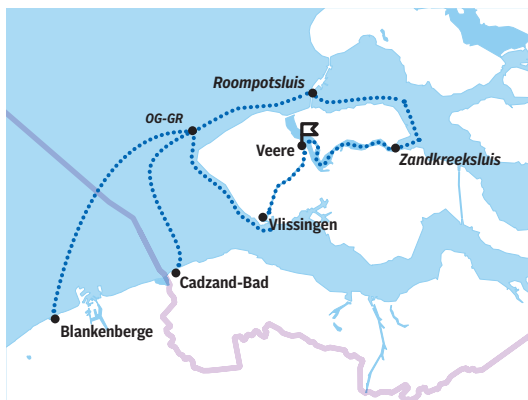 Roompotsluis
OG-GR
Veere
Zandkreeksluis
Vlissingen
Cadzand-Bad
Blankenberge